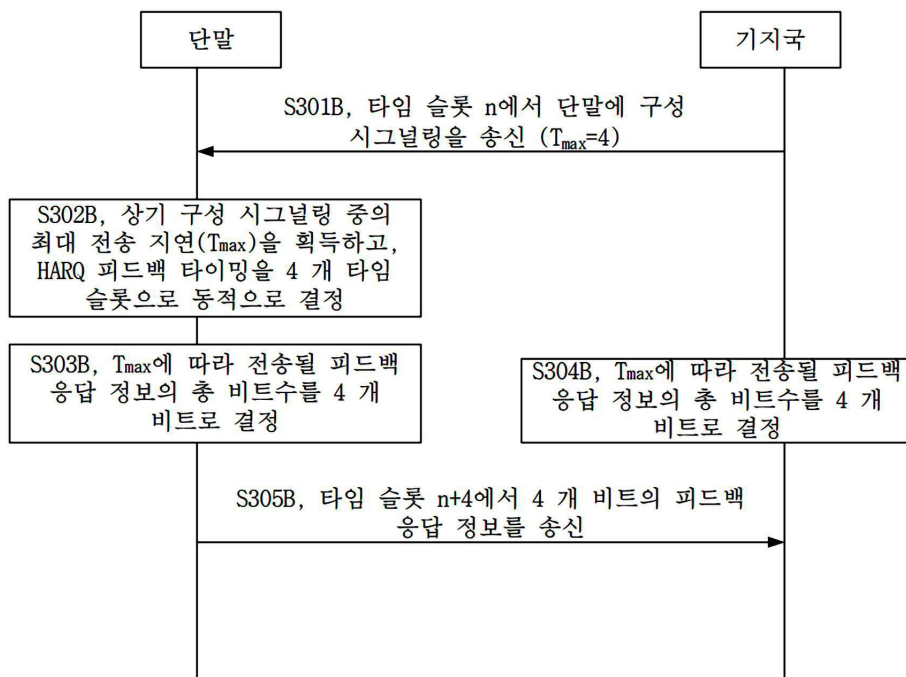 단말
기지국
S301B, 타임 슬롯 n에서 단말에 구성
시그널링을 송신 (Tmax=4)
S302B, 상기 구성 시그널링 중의
최대 전송 지연(Tmax)을 획득하고,
HARQ 피드백 타이밍을 4 개 타임
슬롯으로 동적으로 결정
S303B, Tmax에 따라 전송될 피드백
응답 정보의 총 비트수를 4 개
비트로 결정
S304B, Tmax에 따라 전송될 피드백
응답 정보의 총 비트수를 4 개
비트로 결정
S305B, 타임 슬롯 n+4에서 4 개 비트의 피드백
응답 정보를 송신